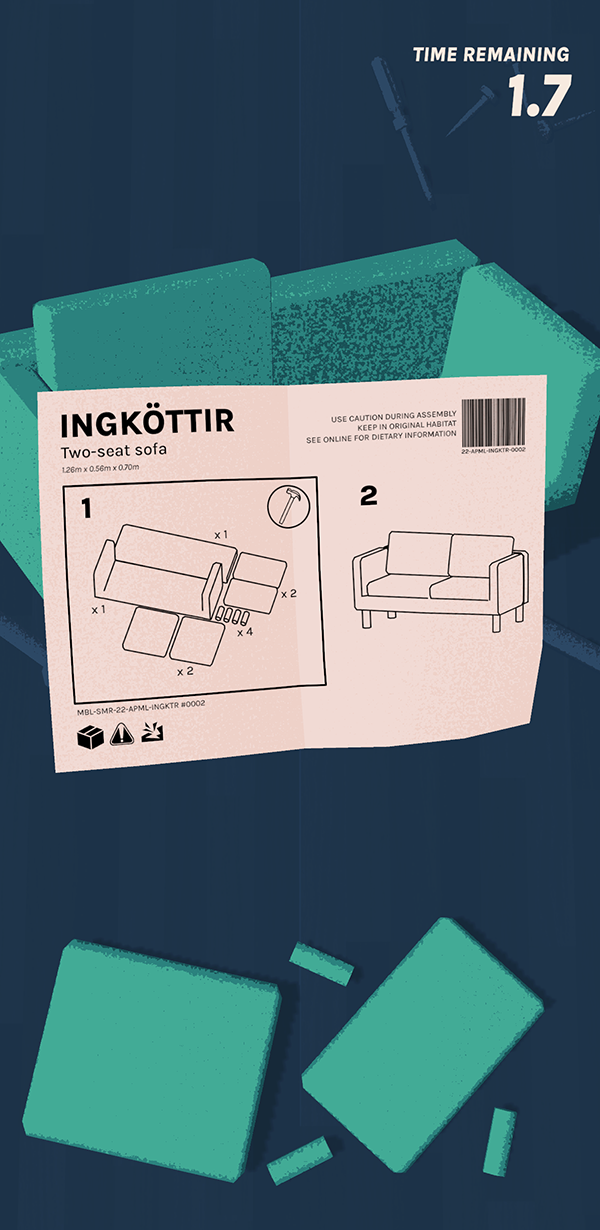 TIME REMAINING
1.7
INGKÖTTIR
Two-seat sofa
1.26m x 0.56m x 0.70m
USE CAUTION DURING ASSEMBLY
KEEP IN ORIGINAL HABITAT
SEE ONLINE FOR DIETARY INFORMATION
22-APML-INGKTR-0002
1
x 1
x 2
x 1
x 4
x 2
2
MBL-SMR-22-APML-INGKTR #0002